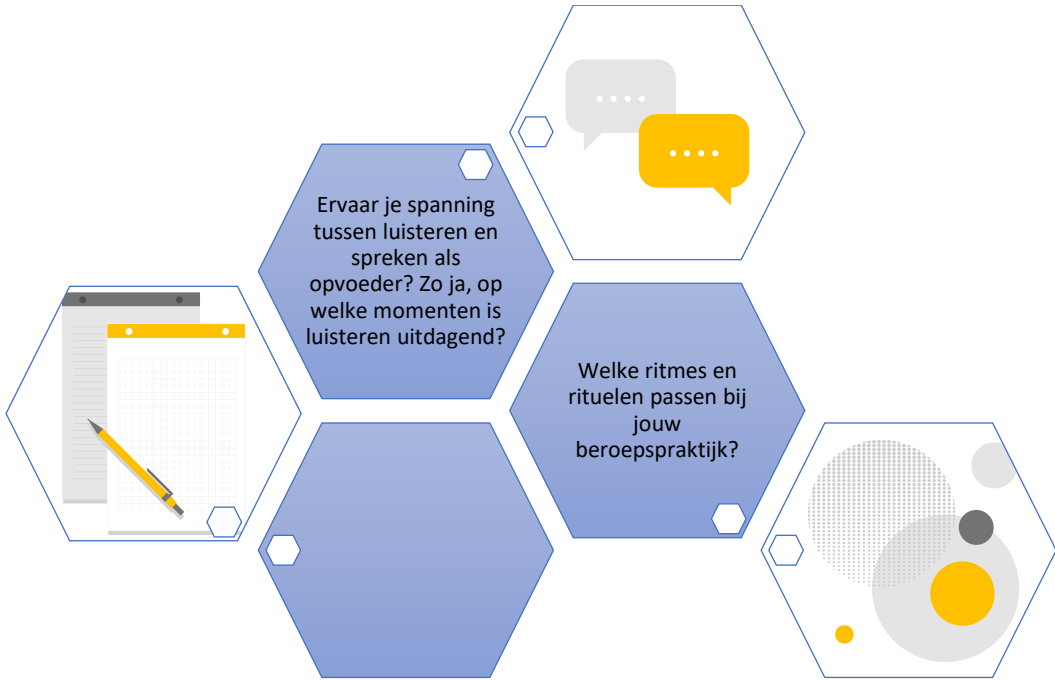 Ervaar je spanning
tussen luisteren en
spreken als
opvoeder? Zo ja, op
welke momenten is
luisteren uitdagend?
Welke ritmes en
rituelen passen bij
jouw
beroepspraktijk?